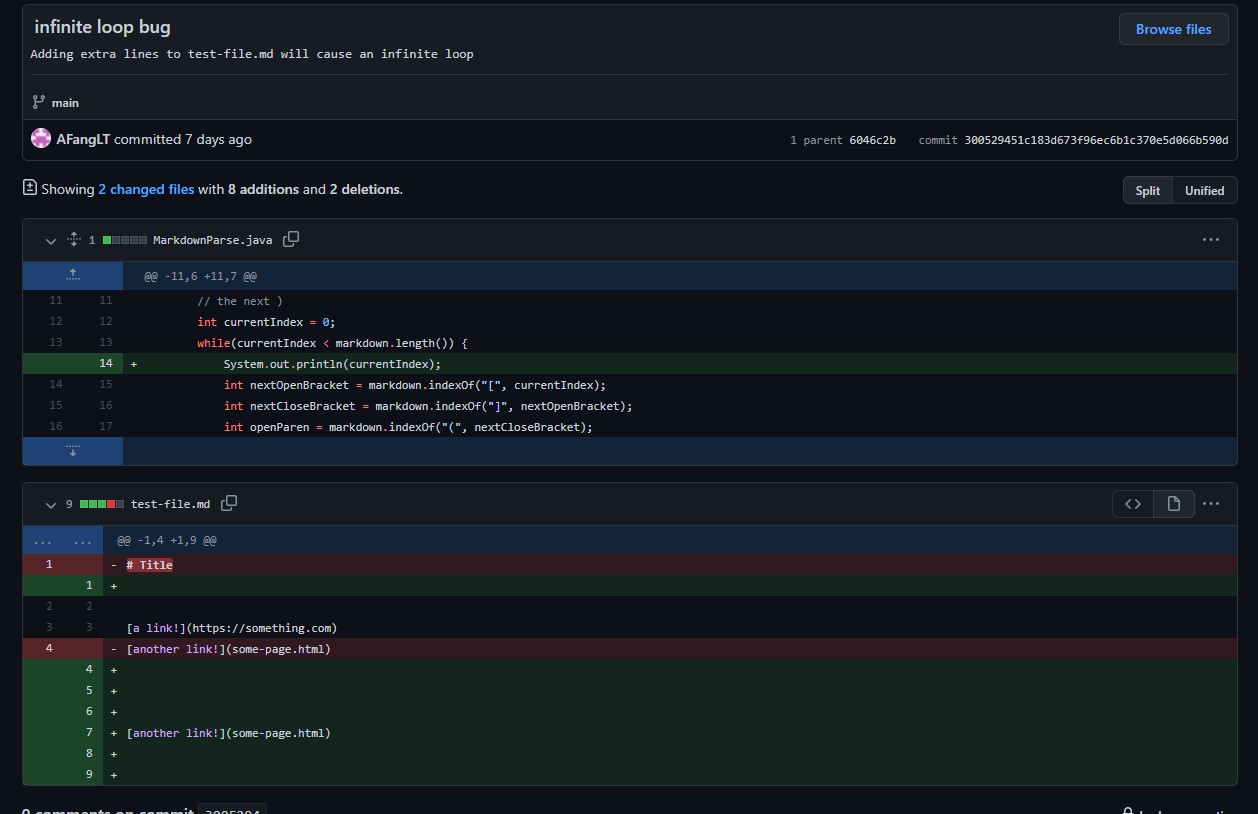 infinite loop bug
Browse files
Adding extra lines to test-file.md will cause an infinite loop
main
AFangLT committed 7 days ago 1 parent 6046c2b commit 300529451c183d673f96ec6b1c370e5d066b590d
Showing 2 changed files with 8 additions and 2 deletions. Split Unified
1 MarkdownParse.java ...
@@ -11,6 +11,7 @@
11 11 // the next )
12 12 int currentIndex = 0;
13 13 while(currentIndex < markdown.length()) {
14 + System.out.println(currentIndex);
14 15 int nextOpenBracket = markdown.indexOf("[", currentIndex);
15 16 int nextCloseBracket = markdown.indexOf("]", nextOpenBracket);
16 17 int openParen = markdown.indexOf("(", nextCloseBracket);
9 test-file.md <> ...
... ... @@ -1,4 +1,9 @@
1 - # Title
1 +
2 2
3 3 [a link!](https://something.com)
4 - [another link!](some-page.html)
4 +
5 +
6 +
7 + [another link!](some-page.html)
8 +
9 +
0 comments on commit 3005294